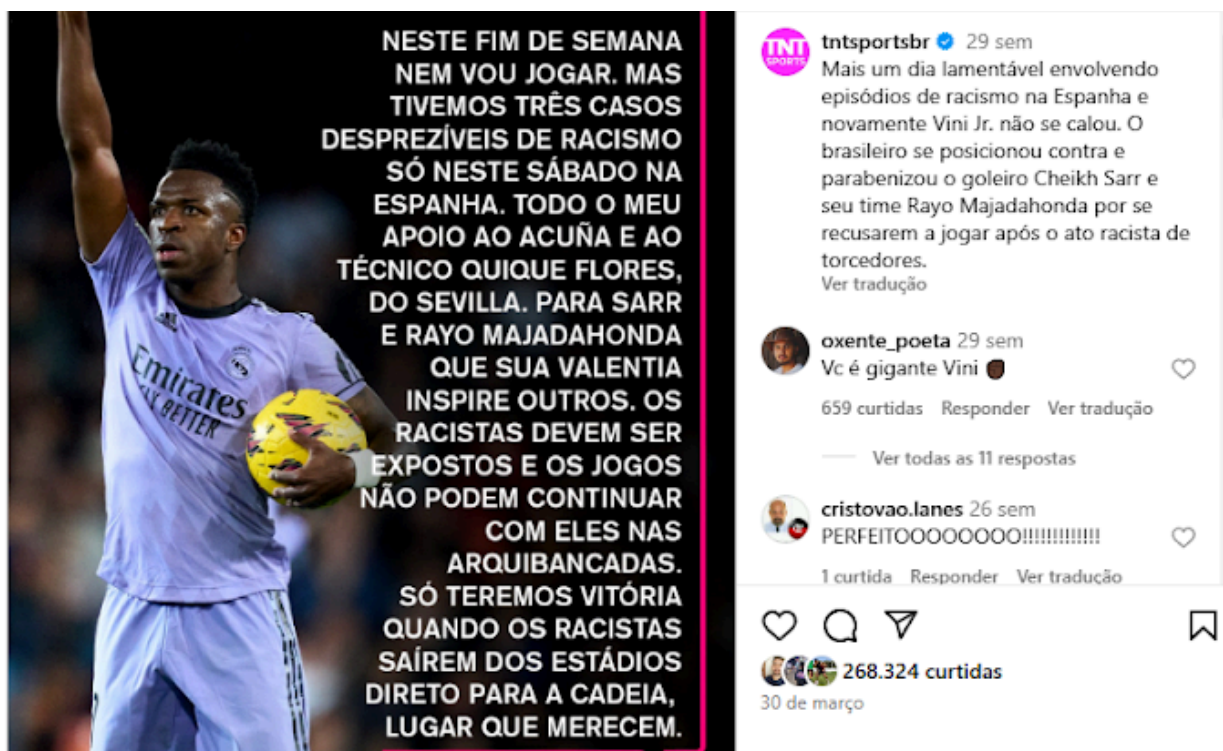 NESTE FIM DE SEMANA
NEM VOU JOGAR. MAS
TIVEMOS TRÊS CASOS
DESPREZÍVEIS DE RACISMO
SÓ NESTE SÁBADO NA
ESPANHA. TODO O MEU
APOIO AO ACUÑA E AO
TÉCNICO QUIQUE FLORES,
DO SEVILLA. PARA SARR
E RAYO MAJADAHONDA
QUE SUA VALENTIA
INSPIRE OUTROS. OS
RACISTAS DEVEM SER
EXPOSTOS E OS JOGOS
NÃO PODEM CONTINUAR
COM ELES NAS
ARQUIBANCADAS.
SÓ TEREMOS VITÓRIA
QUANDO OS RACISTAS
SAÍREM DOS ESTÁDIOS
DIRETO PARA A CADEIA,
LUGAR QUE MERECEM.
Emirates
FLY BETTER
TNT
SPORTS
tntsportsbr 29 sem
Mais um dia lamentável envolvendo
episódios de racismo na Espanha e
novamente Vini Jr. não se calou. O
brasileiro se posicionou contra e
parabenizou o goleiro Cheikh Sarr e
seu time Rayo Majadahonda por se
recusarem a jogar após o ato racista de
torcedores.
Ver tradução
oxente_poeta 29 sem
Vc é gigante Vini
659 curtidas Responder Ver tradução
Ver todas as 11 respostas
cristovao.lanes 26 sem
PERFEITOOOOOOOO!!!!!!!!!!!!!!
1 curtida Responder Ver tradução
268.324 curtidas
30 de março